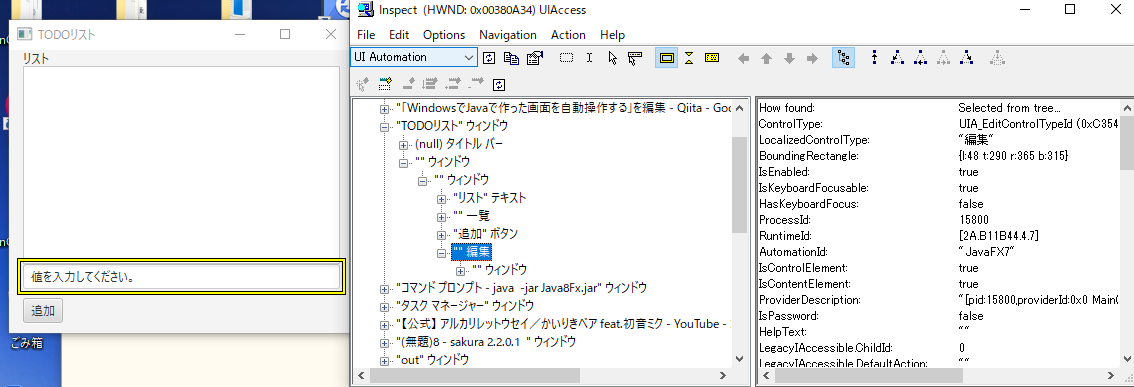 TODOリスト
リスト
値を入力してください。
追加
ごみ箱
Inspect (HWND: 0x00380A34) UIAccess
File Edit Options Navigation Action Help
UI Automation
"「WindowsでJavaで作った画面を自動操作する」を編集 - Qiita - Goo
"TODOリスト" ウィンドウ
(null) タイトル バー
"" ウィンドウ
"" ウィンドウ
"リスト" テキスト
"" 一覧
"追加" ボタン
"" 編集
"" ウィンドウ
"コマンド プロンプト - java -jar Java8Fx.jar" ウィンドウ
"タスク マネージャー" ウィンドウ
"【公式】 アルカリレットウセイ／かいりきベア feat.初音ミク - YouTube -
"(無題)8 - sakura 2.2.0.1 " ウィンドウ
"out" ウィンドウ
How found: Selected from tree...
ControlType: UIA_EditControlTypeId (0xC354
LocalizedControlType: "編集"
BoundingRectangle: {l:48 t:290 r:365 b:315}
IsEnabled: true
IsKeyboardFocusable: true
HasKeyboardFocus: false
ProcessId: 15800
RuntimeId: [2A.B11B44.4.7]
AutomationId: "JavaFX7"
IsControlElement: true
IsContentElement: true
ProviderDescription: "[pid:15800,providerId:0x0 Main(
IsPassword: false
HelpText: ""
LegacyIAccessible.ChildId: 0
LegacyIAccessible.DefaultAction: ""